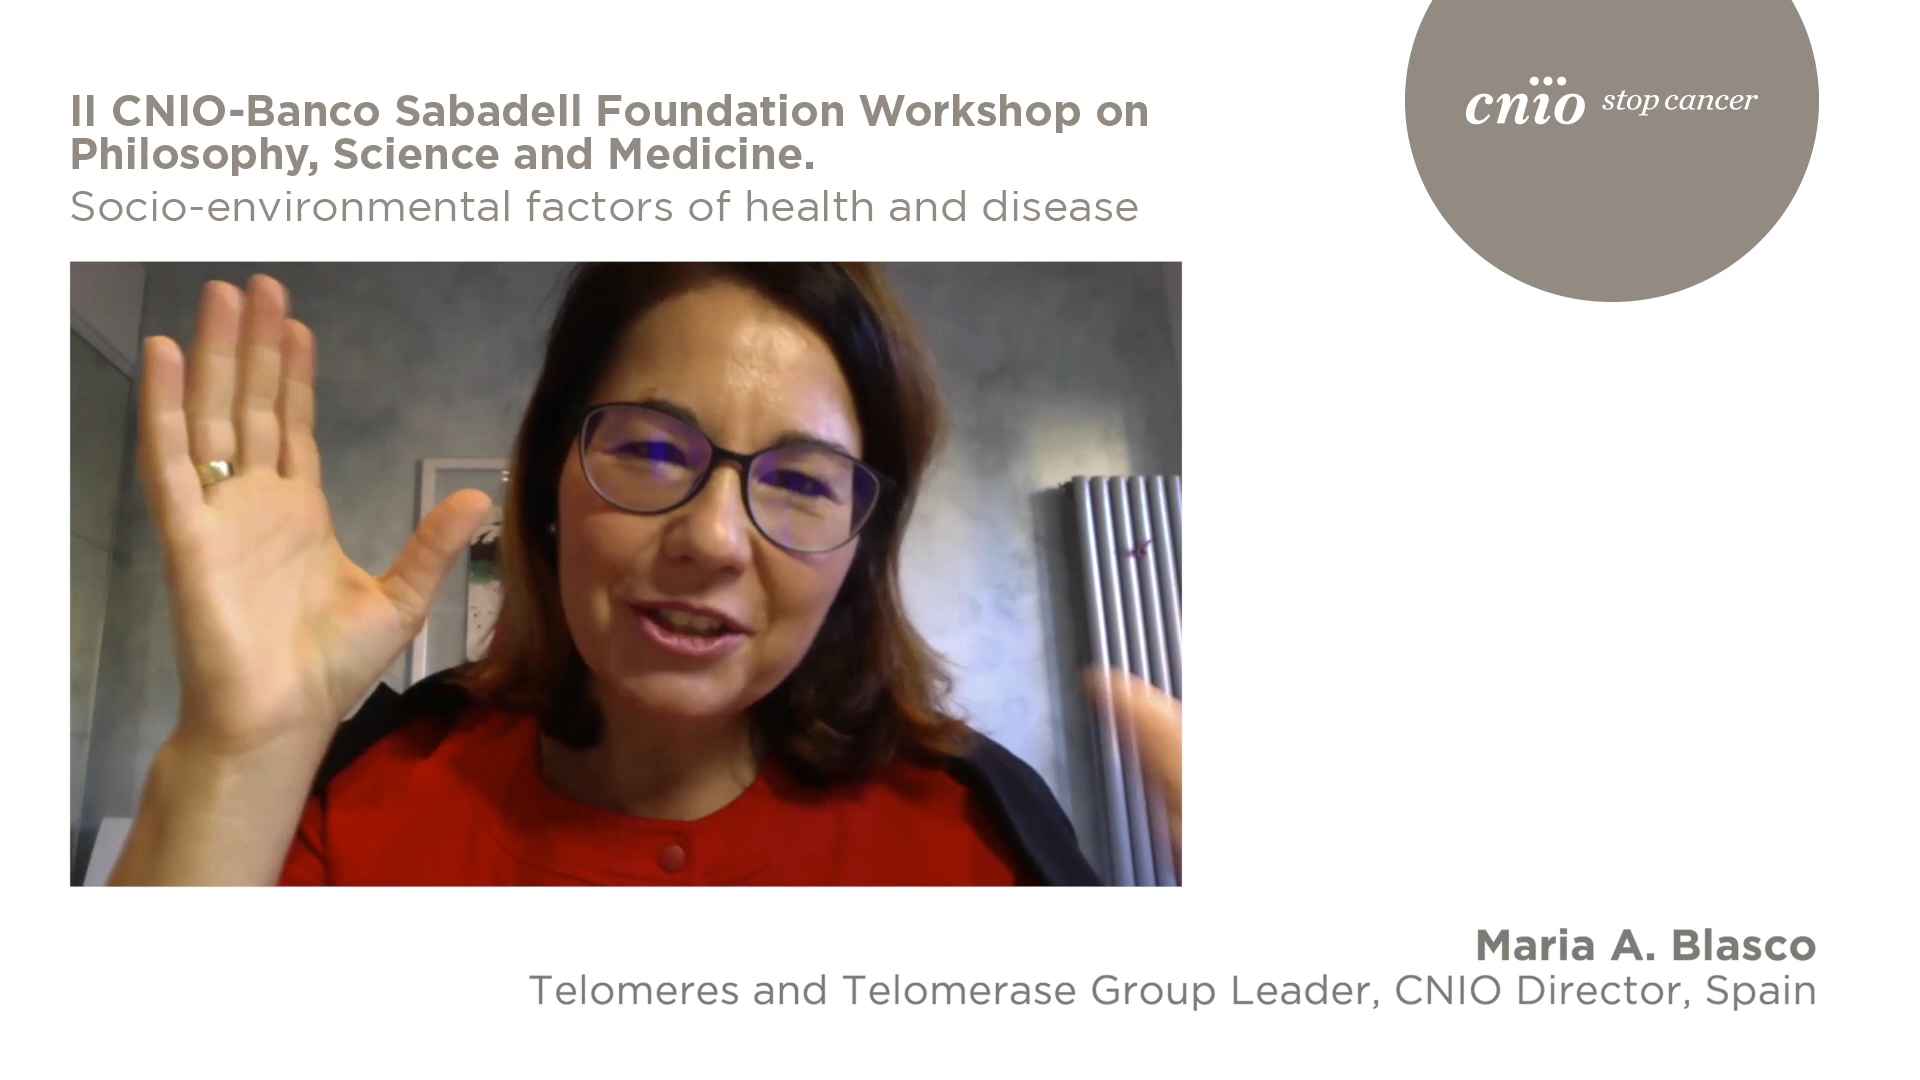 II CNIO-Banco Sabadell Foundation Workshop on
Philosophy, Science and Medicine.
Socio-environmental factors of health and disease
cnio stop cancer
Maria A. Blasco
Telomeres and Telomerase Group Leader, CNIO Director, Spain